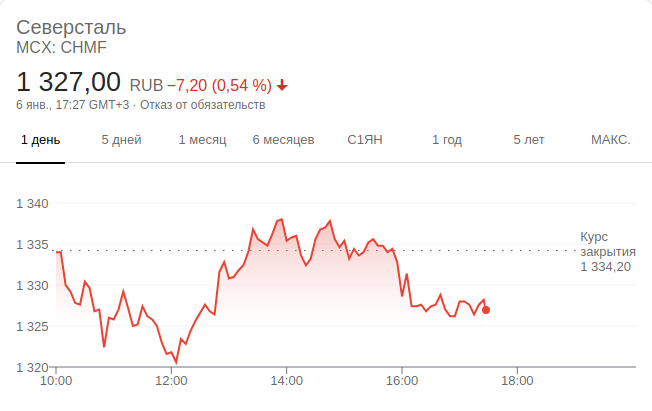 Северсталь
MCX: CHMF
1 327,00 RUB −7,20 (0,54 %)
6 янв., 17:27 GMT+3 · Отказ от обязательств
1 день 5 дней 1 месяц 6 месяцев С1ЯН 1 год 5 лет МАКС.
1 340
1 335
1 330
1 325
1 320
Курс
закрытия
1 334,20
10:00 12:00 14:00 16:00 18:00